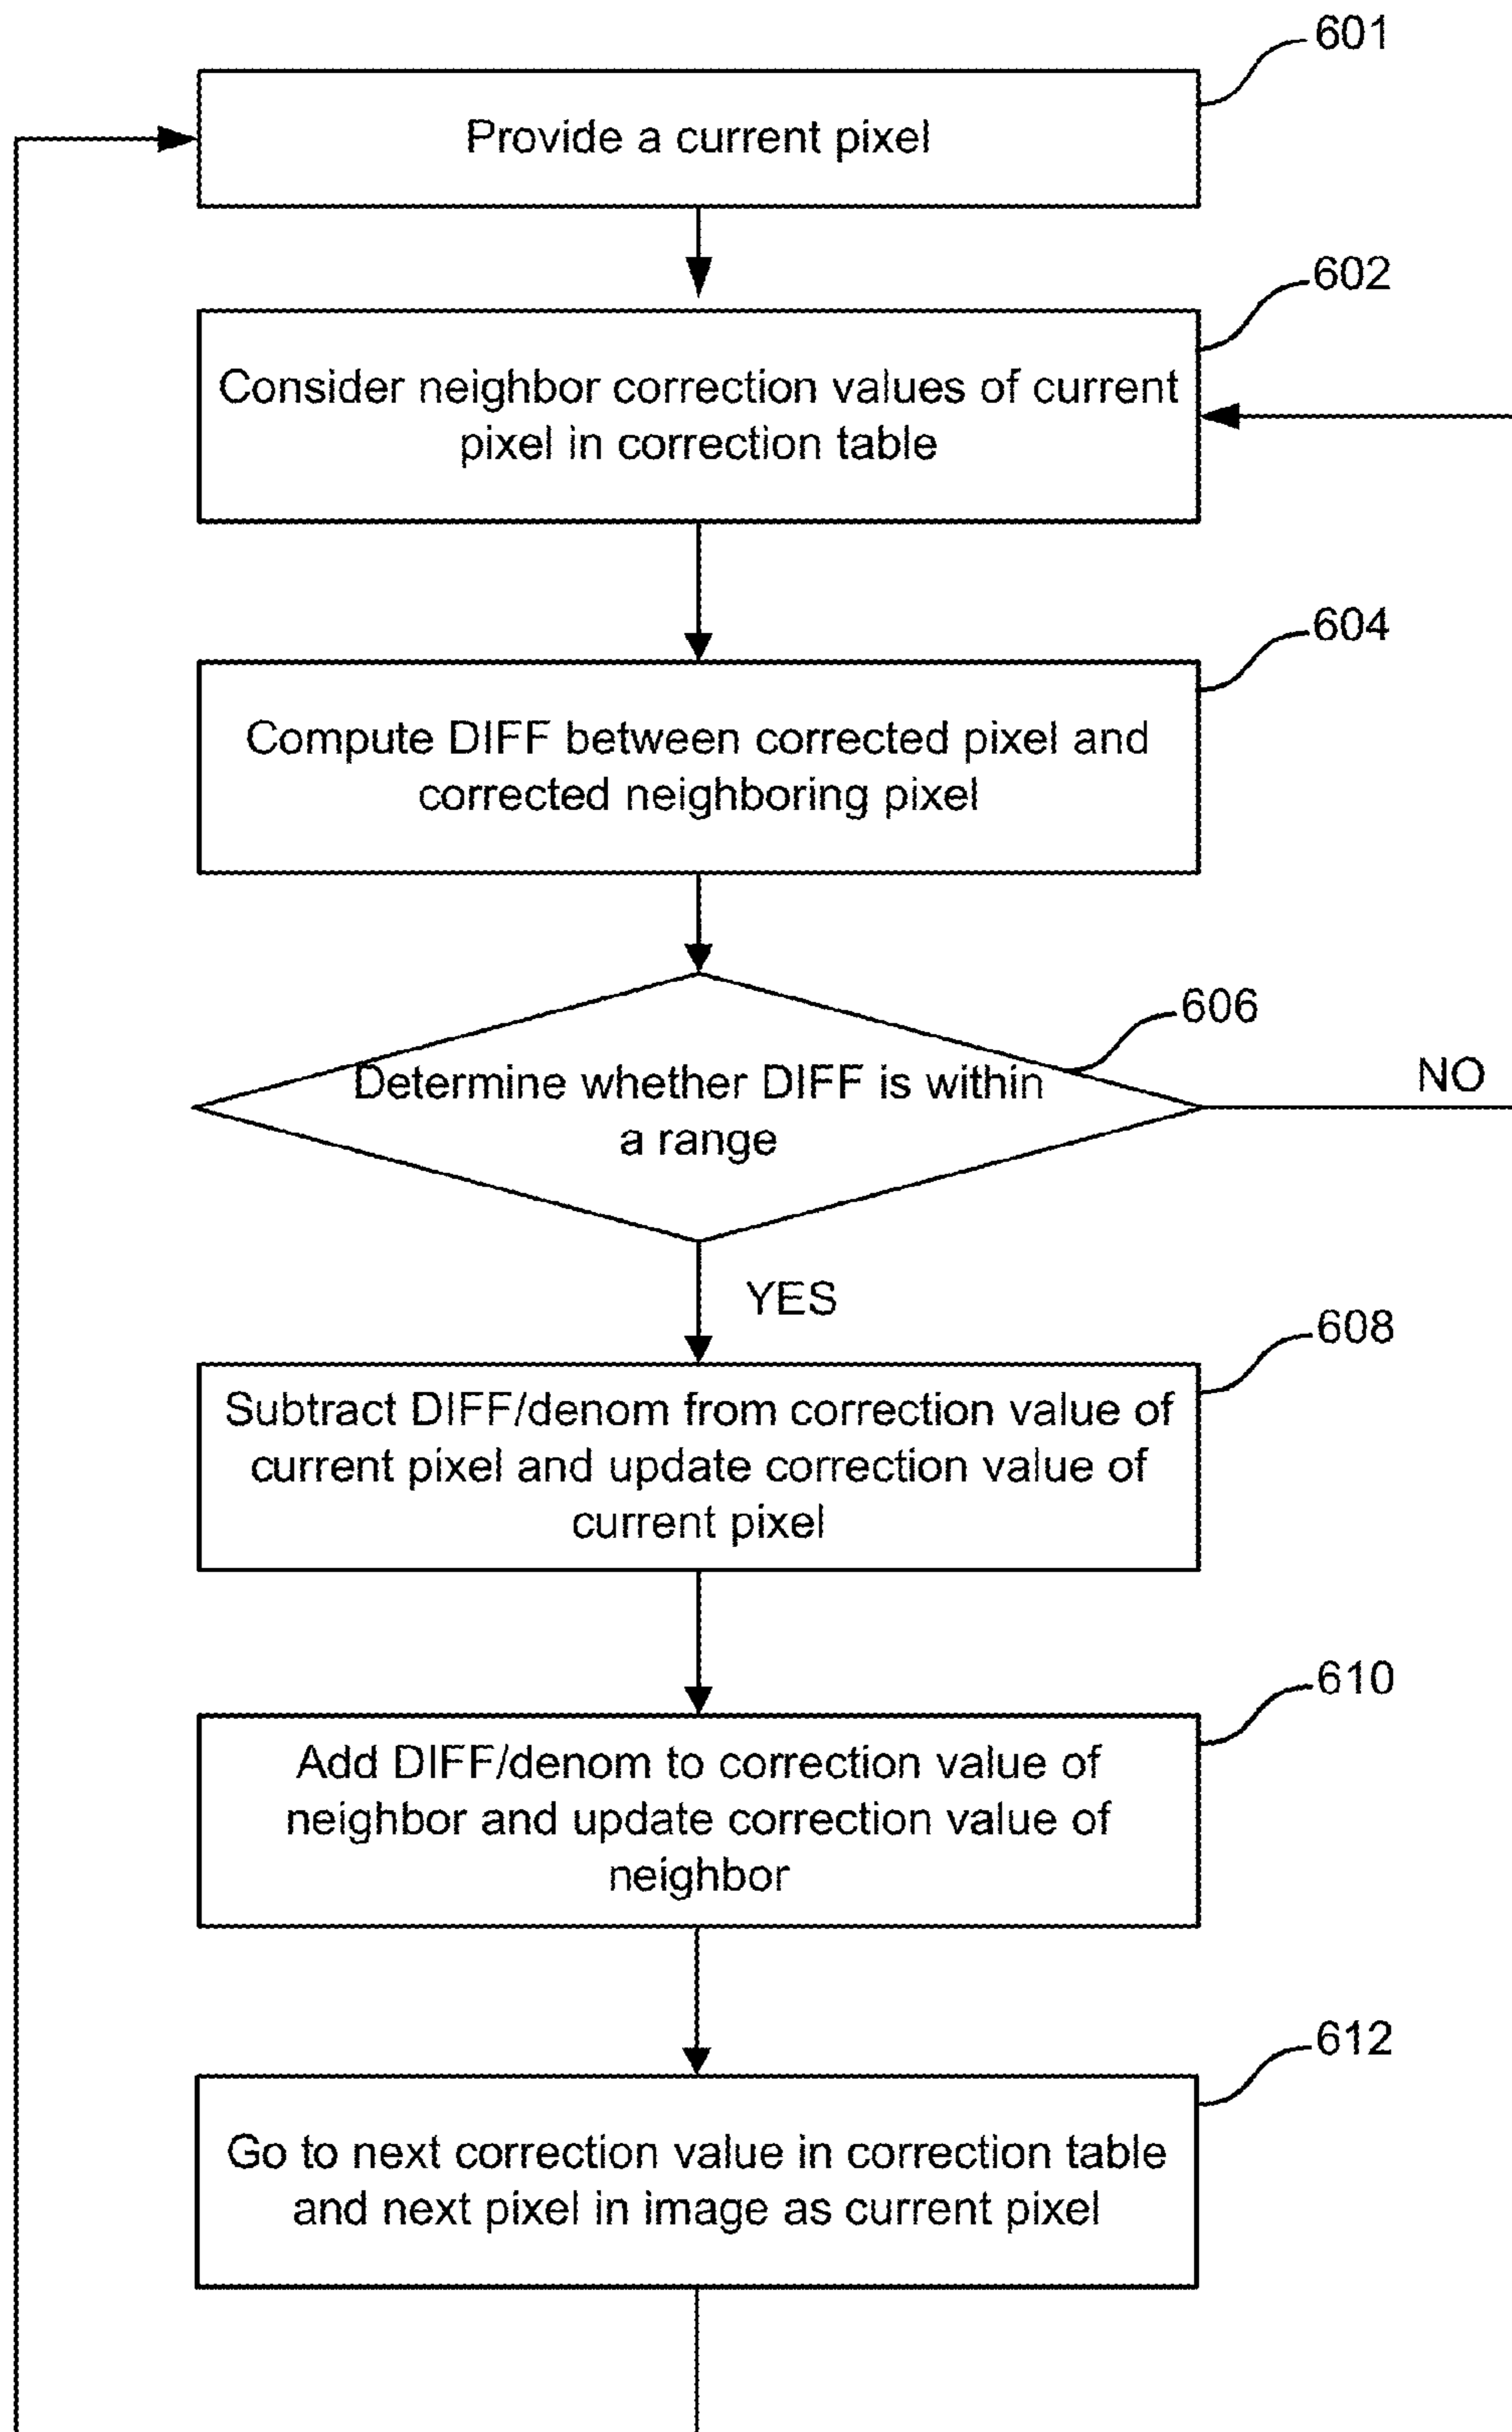 601
Provide a current pixel
602
Consider neighbor correction values of current
pixel in correction table
604
Compute DIFF between corrected pixel and
corrected neighboring pixel
606
Determine whether DIFF is within
a range
NO
YES
608
Subtract DIFF/denom from correction value of
current pixel and update correction value of
current pixel
610
Add DIFF/denom to correction value of
neighbor and update correction value of
neighbor
612
Go to next correction value in correction table
and next pixel in image as current pixel